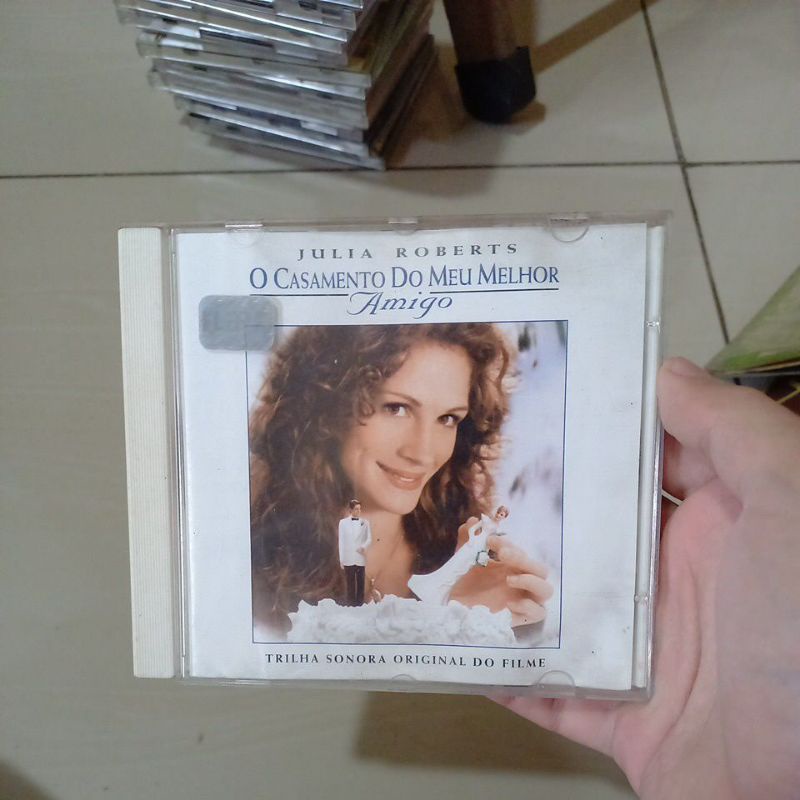 JULIA ROBERTS
O CASAMENTO DO MEU MELHOR
Amigo
TRILHA SONORA ORIGINAL DO FILME